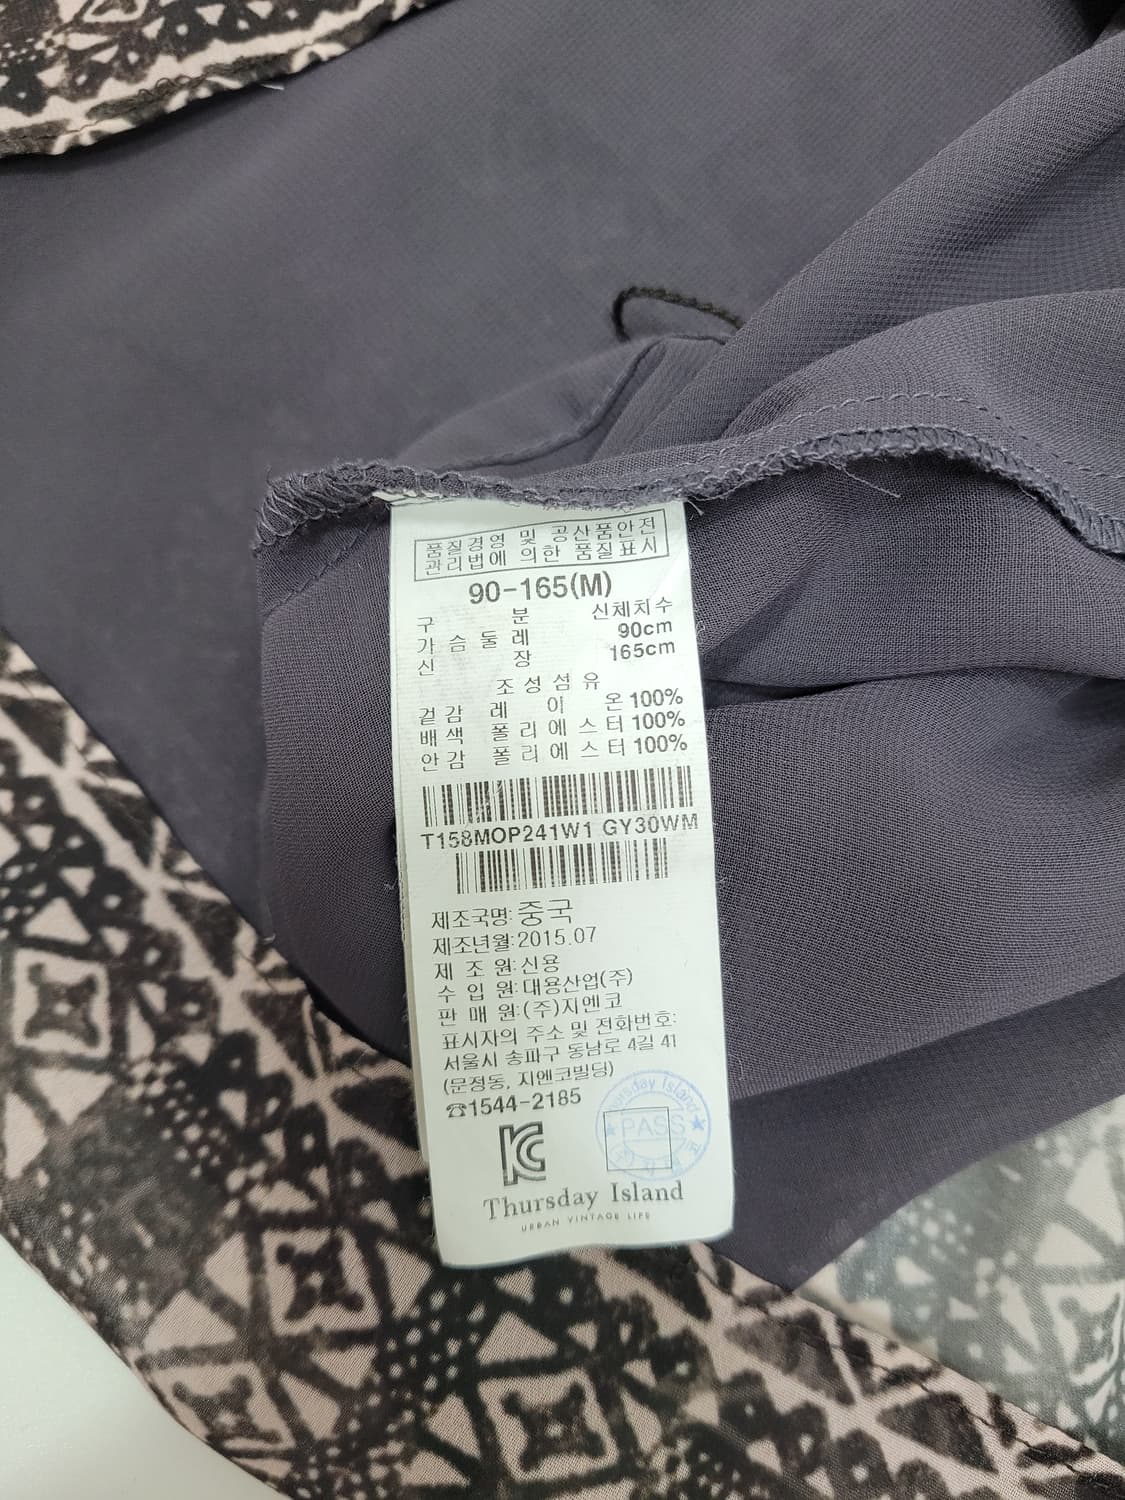 품질경영 및 공산품안전
관리법에 의한 품질표시
90-165(M)
구 분 신체치수
가 슴 둘 레 90cm
신 장 165cm
조성섬유
겉감 레 이 온 100%
배색 폴리에스터 100%
안감 폴리에스터 100%
T158MOP241W1 GY30WM
제조국명:중국
제조년월:2015.07
제 조 원:신용
수 입 원:대용산업(주)
판 매 원:(주)지엔코
표시자의 주소 및 전화번호:
서울시 송파구 동남로 4길 41
(문정동, 지엔코빌딩)
☎1544-2185
Thursday Island
PASS
Thursday Island
URBAN VINTAGE LIFE